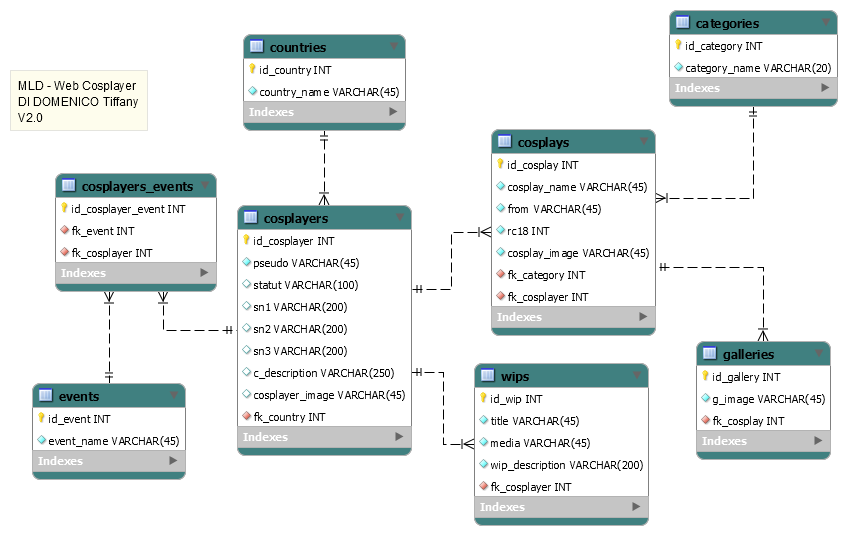 MLD - Web Cosplayer
DI DOMENICO Tiffany
V2.0
countries
id_country INT
country_name VARCHAR(45)
Indexes
categories
id_category INT
category_name VARCHAR(20)
Indexes
cosplayers_events
id_cosplayer_event INT
fk_event INT
fk_cosplayer INT
Indexes
cosplayers
id_cosplayer INT
pseudo VARCHAR(45)
statut VARCHAR(100)
sn1 VARCHAR(200)
sn2 VARCHAR(200)
sn3 VARCHAR(200)
c_description VARCHAR(250)
cosplayer_image VARCHAR(45)
fk_country INT
Indexes
cosplays
id_cosplay INT
cosplay_name VARCHAR(45)
from VARCHAR(45)
rc18 INT
cosplay_image VARCHAR(45)
fk_category INT
fk_cosplayer INT
Indexes
events
id_event INT
event_name VARCHAR(45)
Indexes
wips
id_wip INT
title VARCHAR(45)
media VARCHAR(45)
wip_description VARCHAR(200)
fk_cosplayer INT
Indexes
galleries
id_gallery INT
g_image VARCHAR(45)
fk_cosplay INT
Indexes